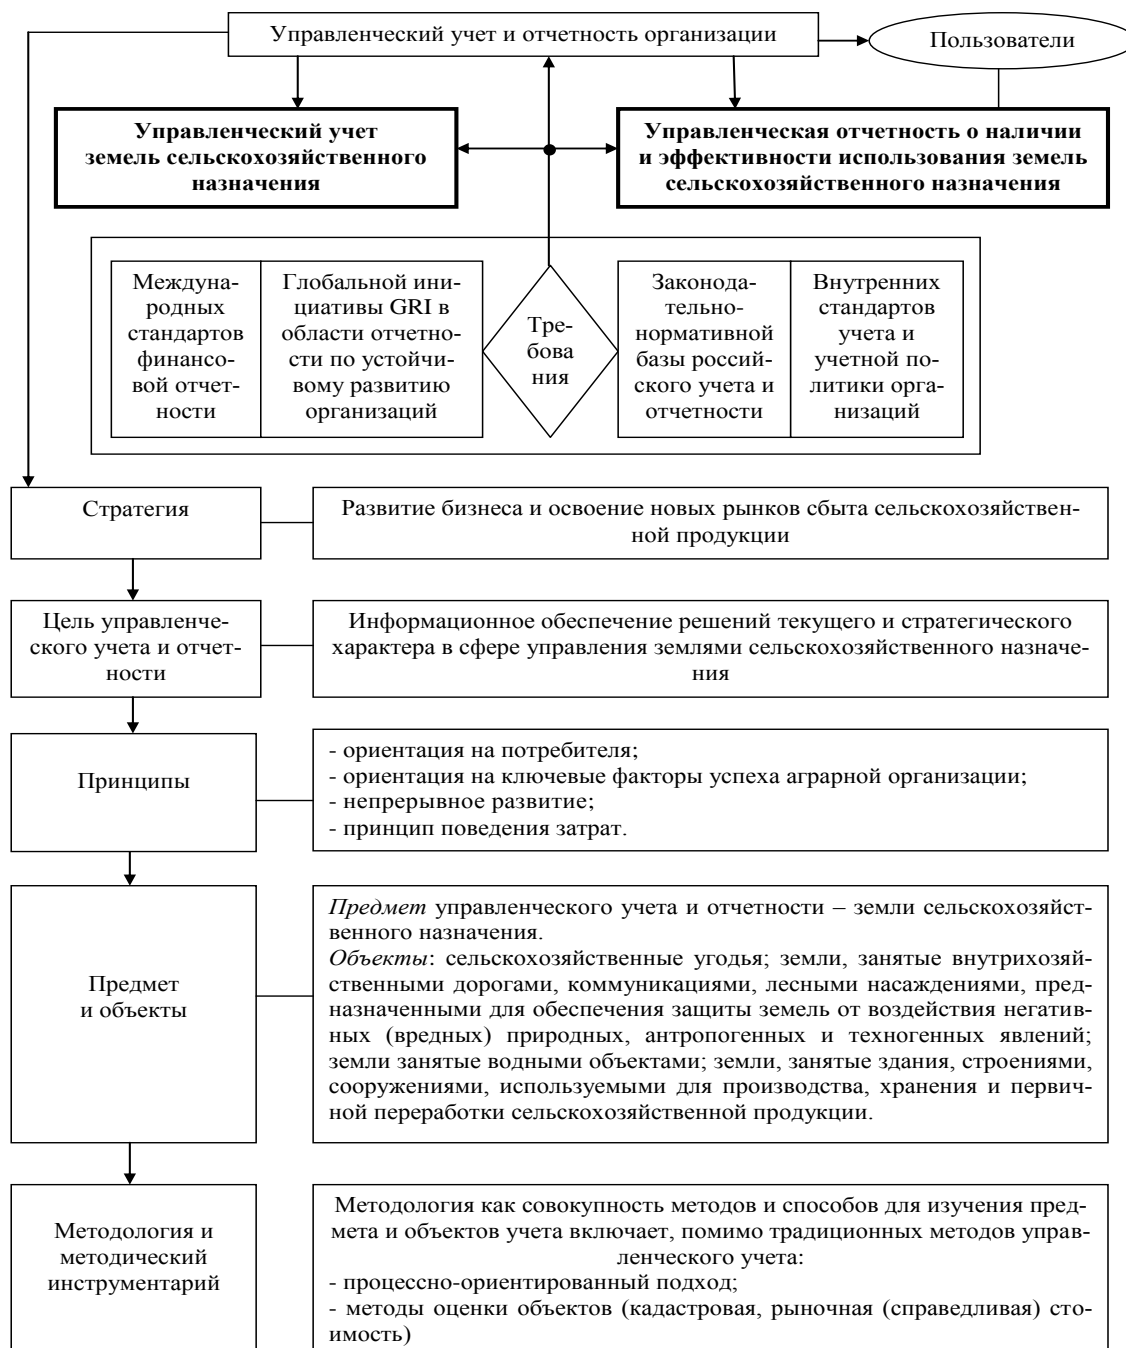 Управленческий учет и отчетность организации
Пользователи
Управленческий учет
земель сельскохозяйственного
назначения
Управленческая отчетность о наличии
и эффективности использования земель
сельскохозяйственного назначения
Междуна-
родных
стандартов
финансо-
вой отчет-
ности
Глобальной ини-
циативы GRI в
области отчетно-
сти по устойчи-
вому развитию
организаций
Тре-
бова
ния
Законода-
тельно-
нормативной
базы россий-
ского учета и
отчетности
Внутренних
стандартов
учета и
учетной по-
литики орга-
низаций
Стратегия
Развитие бизнеса и освоение новых рынков сбыта сельскохозяйствен-
ной продукции
Цель управленче-
ского учета и отчет-
ности
Информационное обеспечение решений текущего и стратегического
характера в сфере управления землями сельскохозяйственного назначе-
ния
Принципы
- ориентация на потребителя;
- ориентация на ключевые факторы успеха аграрной организации;
- непрерывное развитие;
- принцип поведения затрат.
Предмет
и объекты
Предмет управленческого учета и отчетности – земли сельскохозяйст-
венного назначения.
Объекты: сельскохозяйственные угодья; земли, занятые внутрихозяй-
ственными дорогами, коммуникациями, лесными насаждениями, пред-
назначенными для обеспечения защиты земель от воздействия негатив-
ных (вредных) природных, антропогенных и техногенных явлений;
земли занятые водными объектами; земли, занятые здания, строениями,
сооружениями, используемыми для производства, хранения и первич-
ной переработки сельскохозяйственной продукции.
Методология и
методический
инструментарий
Методология как совокупность методов и способов для изучения пред-
мета и объектов учета включает, помимо традиционных методов управ-
ленческого учета:
- процессно-ориентированный подход;
- методы оценки объектов (кадастровая, рыночная (справедливая) сто-
имость)